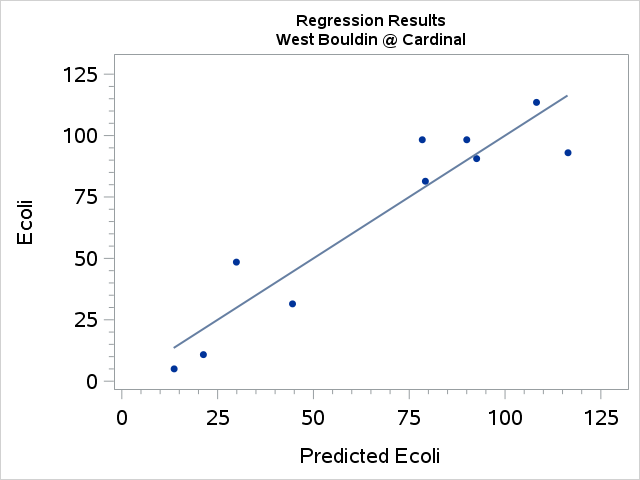 Regression Results
West Bouldin @ Cardinal
125
100
75
50
25
0
Ecoli
0 25 50 75 100 125
Predicted Ecoli